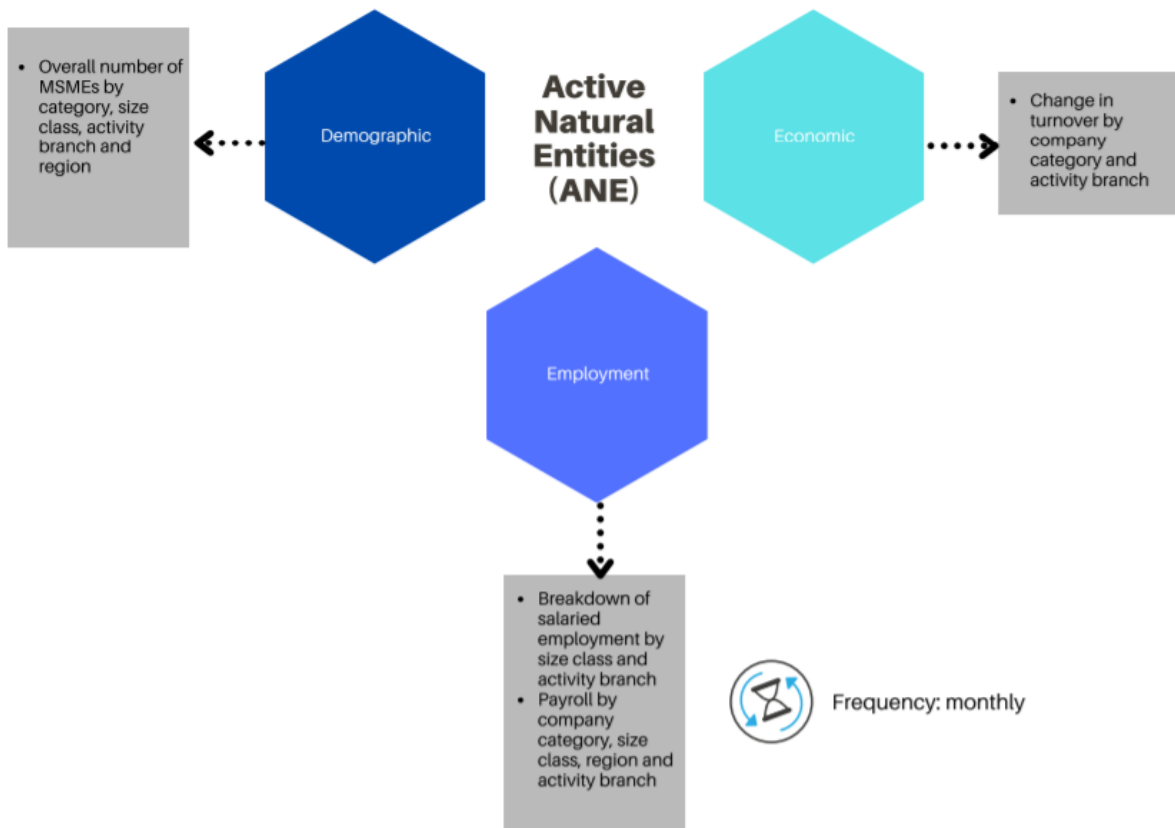 • Overall number of
MSMEs by
category, size
class, activity
branch and
region
Demographic
Active
Natural
Entities
(ANE)
Economic
• Change in
turnover by
company
category and
activity branch
Employment
• Breakdown of
salaried
employment by
size class and
activity branch
• Payroll by
company
category, size
class, region and
activity branch
Frequency: monthly